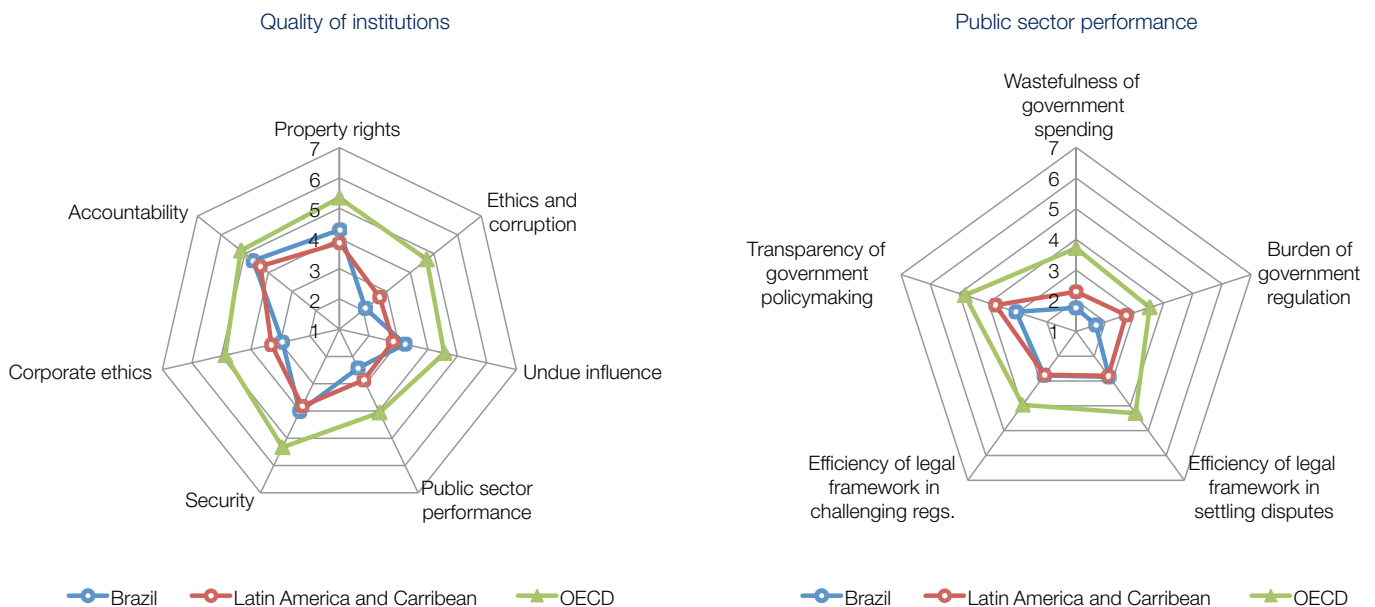 Quality of institutions
Property rights
7
6
5
4
3
2
1
Ethics and
corruption
Undue influence
Public sector
performance
Security
Corporate ethics
Accountability
Brazil
Latin America and Carribean
OECD
Public sector performance
Wastefulness of
government
spending
7
6
5
4
3
2
1
Burden of
government
regulation
Efficiency of legal
framework in
settling disputes
Efficiency of legal
framework in
challenging regs.
Transparency of
government
policymaking
Brazil
Latin America and Carribean
OECD